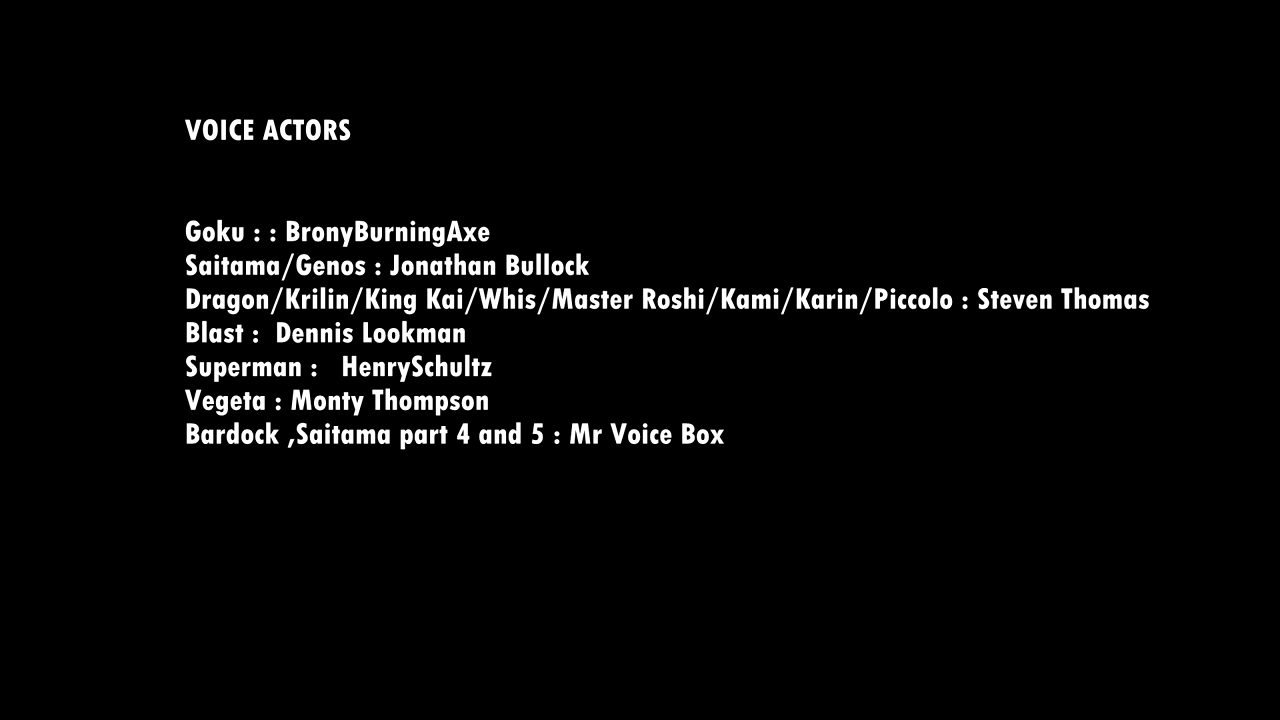 VOICE ACTORS
Goku : : BronyBurningAxe
Saitama/Genos : Jonathan Bullock
Dragon/Krilin/King Kai/Whis/Master Roshi/Kami/Karin/Piccolo : Steven Thomas
Blast :  Dennis Lookman
Superman :   HenrySchultz
Vegeta : Monty Thompson
Bardock ,Saitama part 4 and 5 : Mr Voice Box